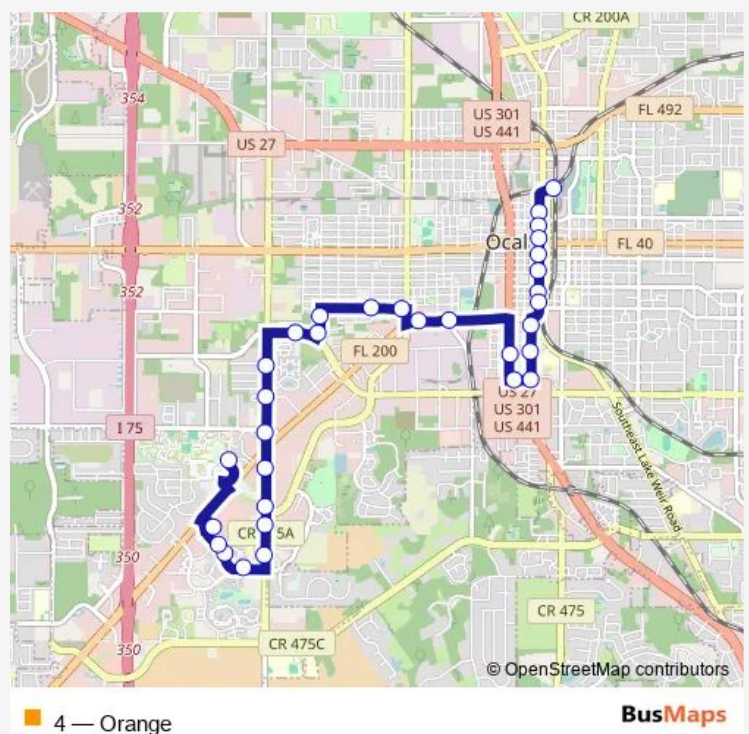 CR 200A
354
US 301
US 441
FL 492
US 27
352
Ocal
FL 40
352
FL 200
US 27
US 301
US 441
I 75
Southeast Lake Weir Road
CR 5A
350
CR 475
CR 475C
350
© OpenStreetMap contributors
4 — Orange
BusMaps